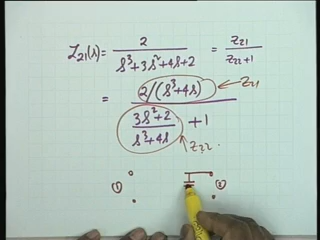 Z₂₁(s) = 2 / (s³+3s²+4s+2) = z₂₁ / (z₂₂+1)
= (2/(s³+4s)) / ((3s²+2)/(s³+4s) + 1) ← z₂₁
z₂₂.
① ②